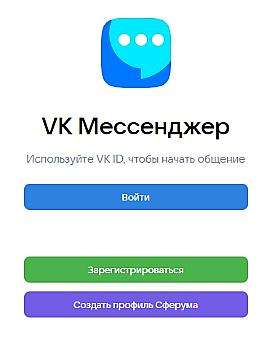 VK Мессенджер
Используйте VK ID, чтобы начать общение
Войти
Зарегистрироваться
Создать профиль Сферума